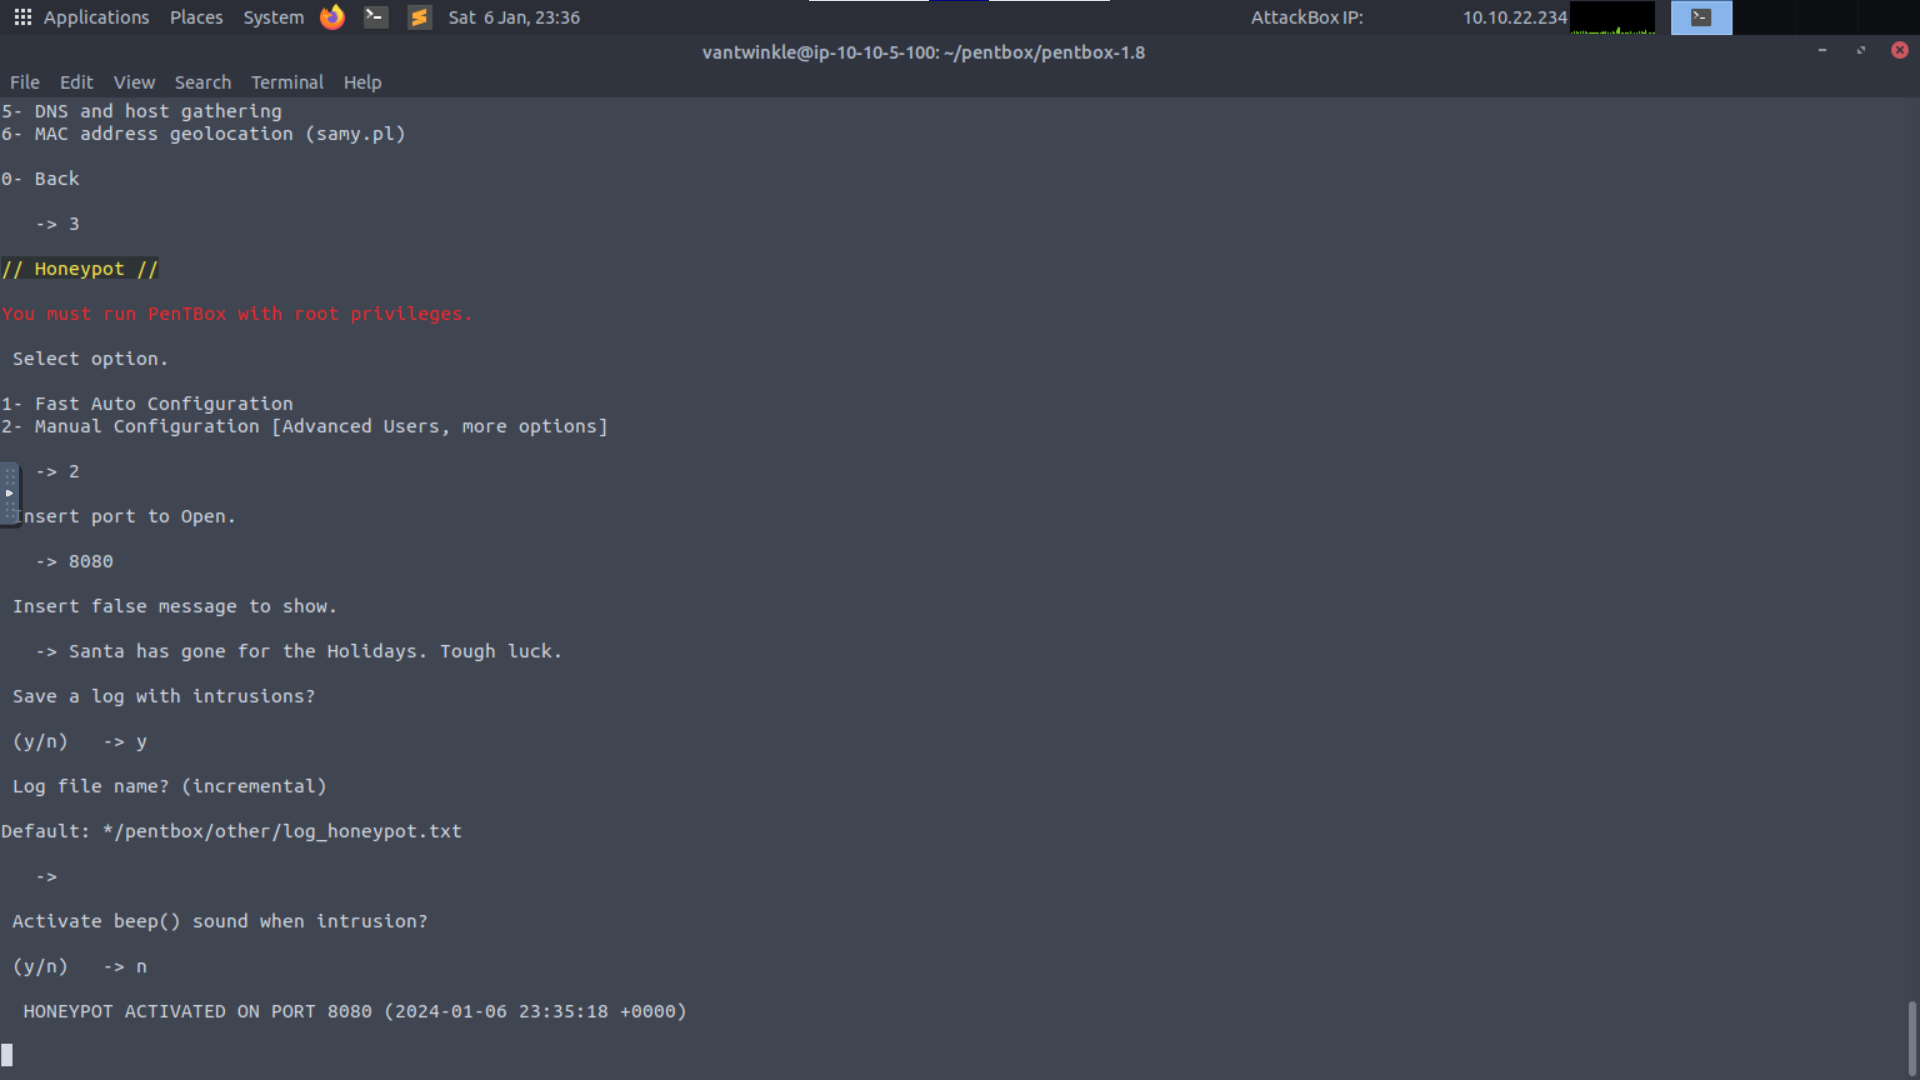 Applications Places System Sat 6 Jan, 23:36 AttackBox IP: 10.10.22.234
vantwinkle@ip-10-10-5-100: ~/pentbox/pentbox-1.8
File Edit View Search Terminal Help
5- DNS and host gathering
6- MAC address geolocation (samy.pl)
0- Back
-> 3
// Honeypot //
You must run PenTBox with root privileges.
Select option.
1- Fast Auto Configuration
2- Manual Configuration [Advanced Users, more options]
-> 2
Insert port to Open.
-> 8080
Insert false message to show.
-> Santa has gone for the Holidays. Tough luck.
Save a log with intrusions?
(y/n) -> y
Log file name? (incremental)
Default: */pentbox/other/log_honeypot.txt
->
Activate beep() sound when intrusion?
(y/n) -> n
HONEYPOT ACTIVATED ON PORT 8080 (2024-01-06 23:35:18 +0000)